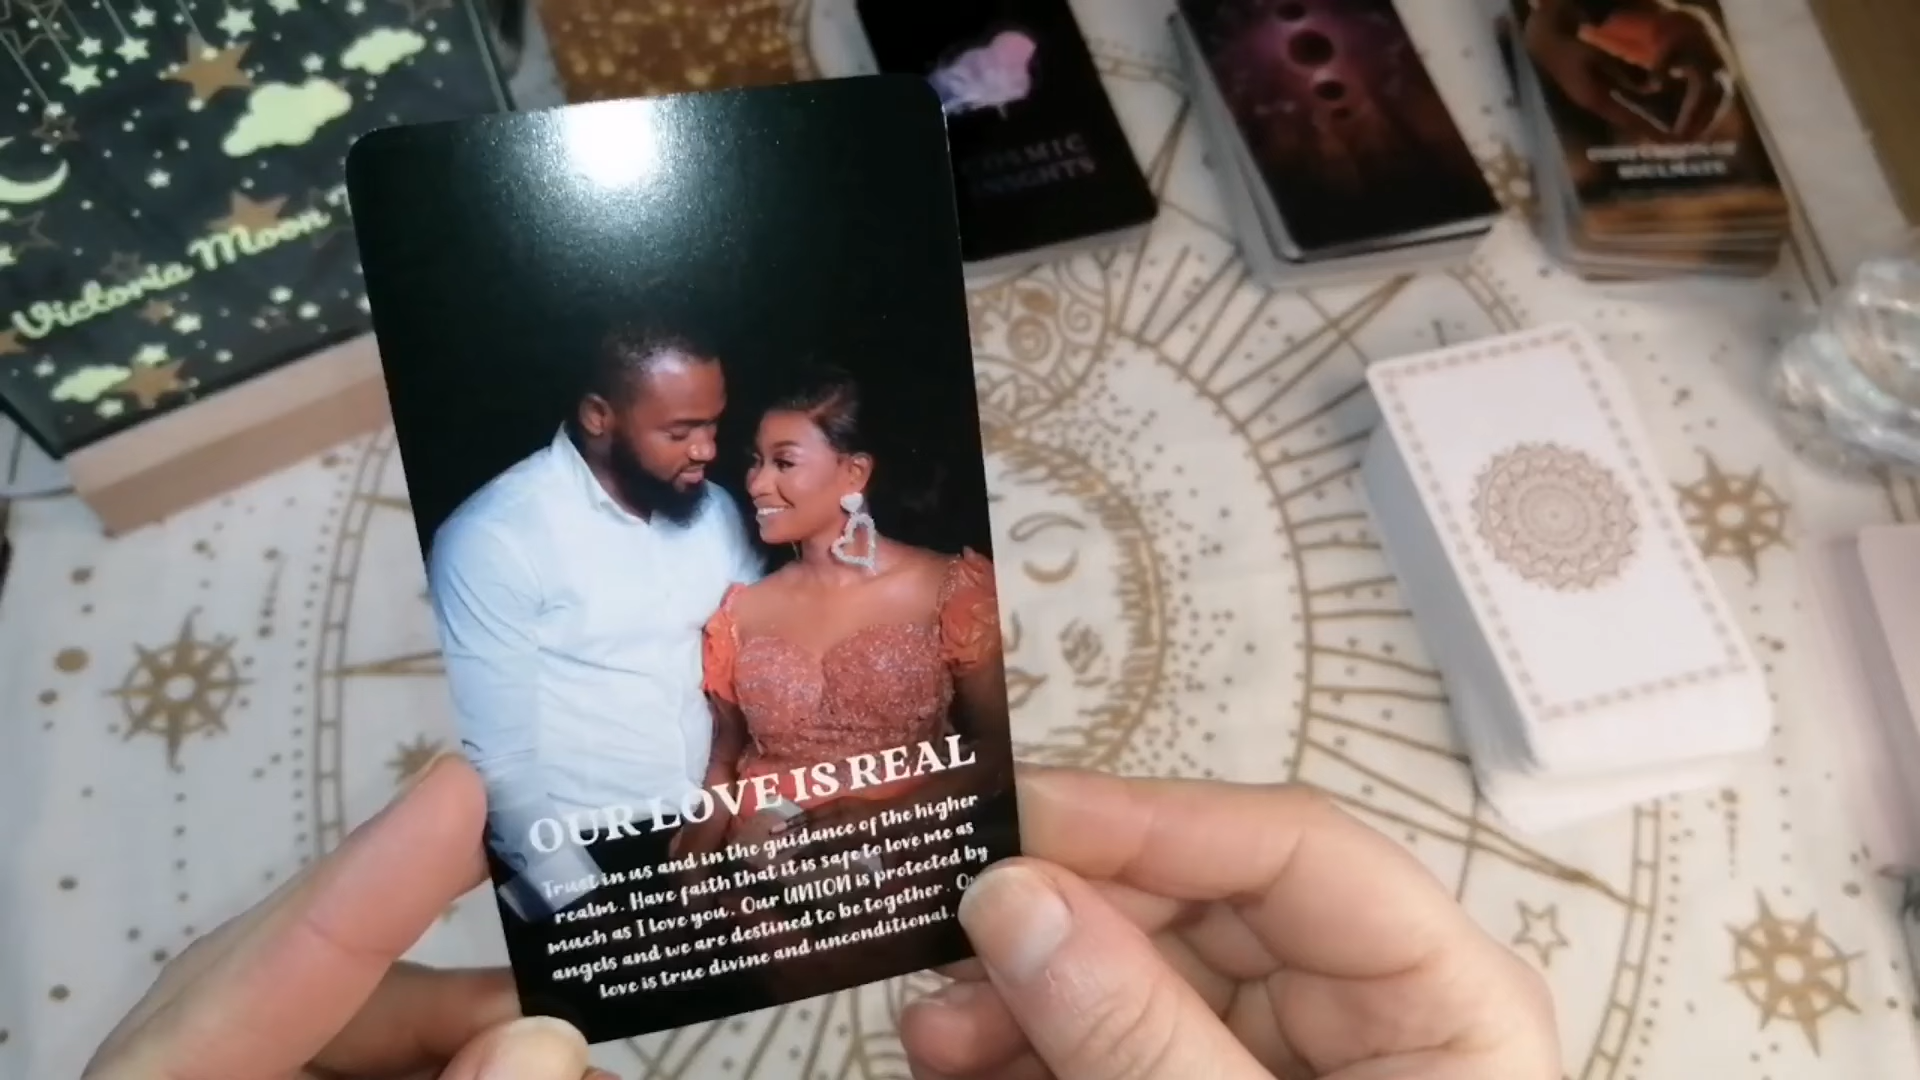 Victoria Moon
COSMIC
INSIGHTS
SOULMATE
OUR LOVE IS REAL
Trust in us and in the guidance of the higher
realm. Have faith that it is safe to love me as
much as I love you. Our UNION is protected by
angels and we are destined to be together.
love is true divine and unconditional.